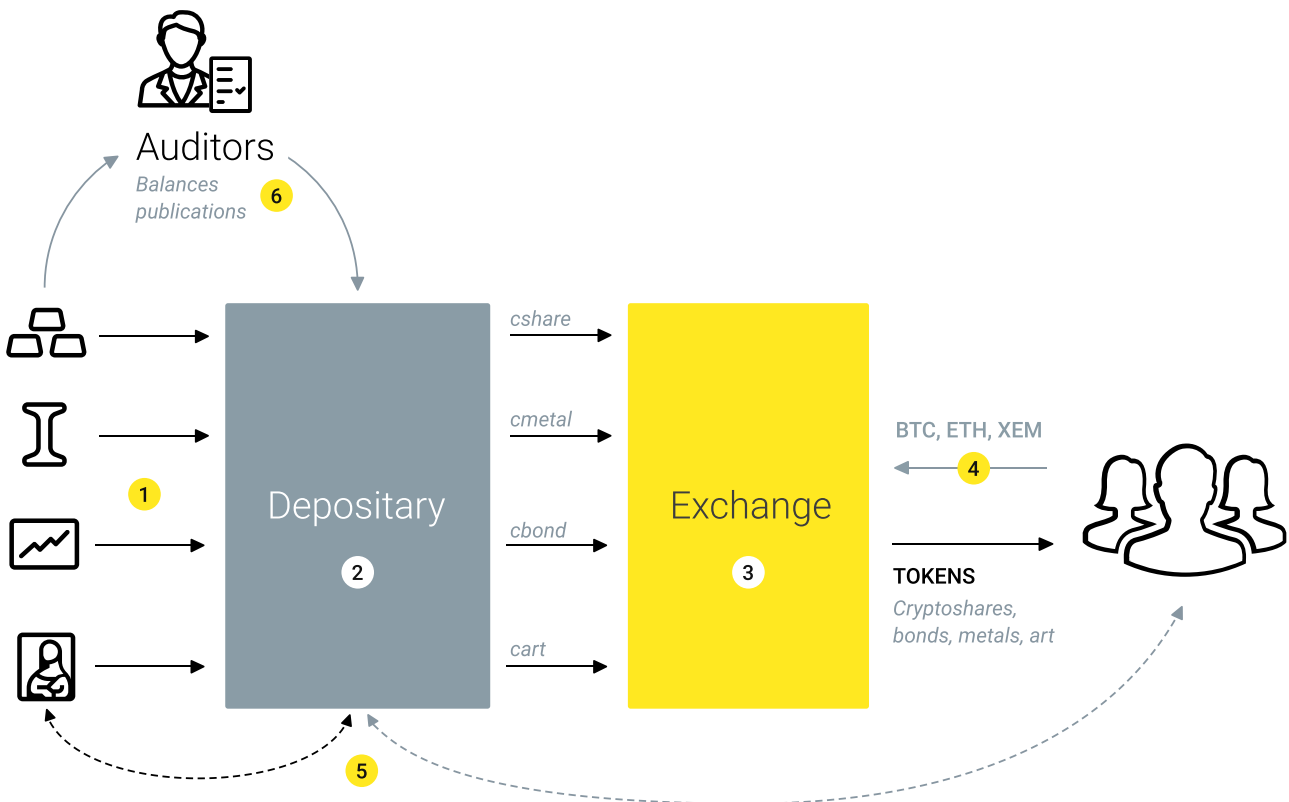 Auditors
Balances
publications
6
cshare
cmetal
BTC, ETH, XEM
4
1
Depositary
Exchange
cbond
2
3
TOKENS
Cryptoshares,
bonds, metals, art
cart
5